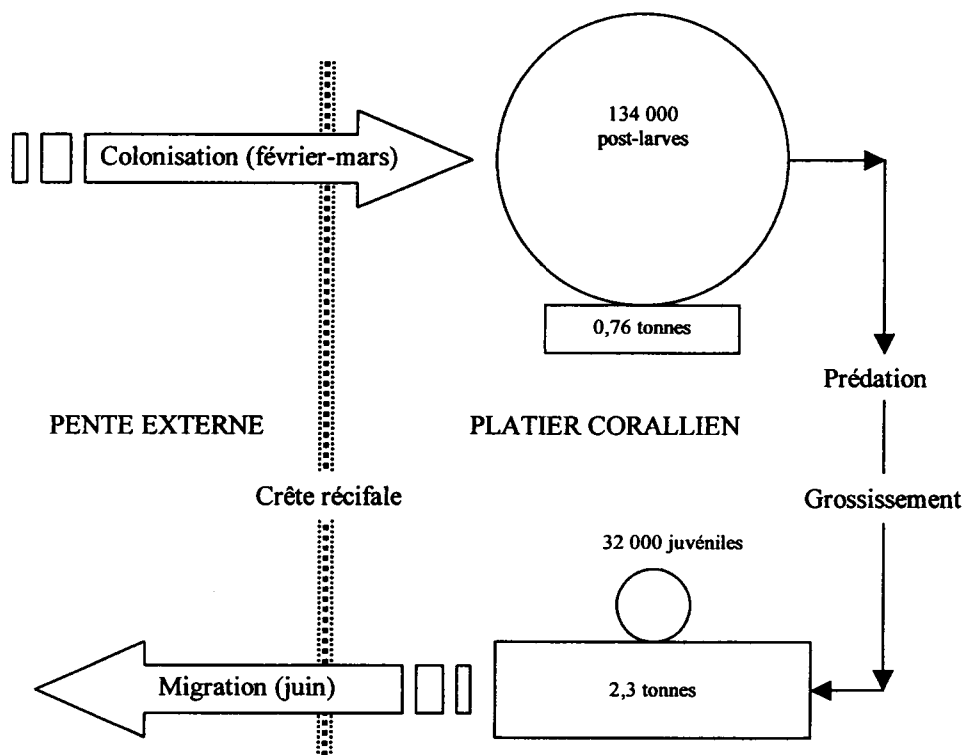 134 000
post-larves
Colonisation (février-mars)
0,76 tonnes
Prédation
PENTE EXTERNE
PLATIER CORALLIEN
Crête récifale
Grossissement
32 000 juvéniles
Migration (juin)
2,3 tonnes